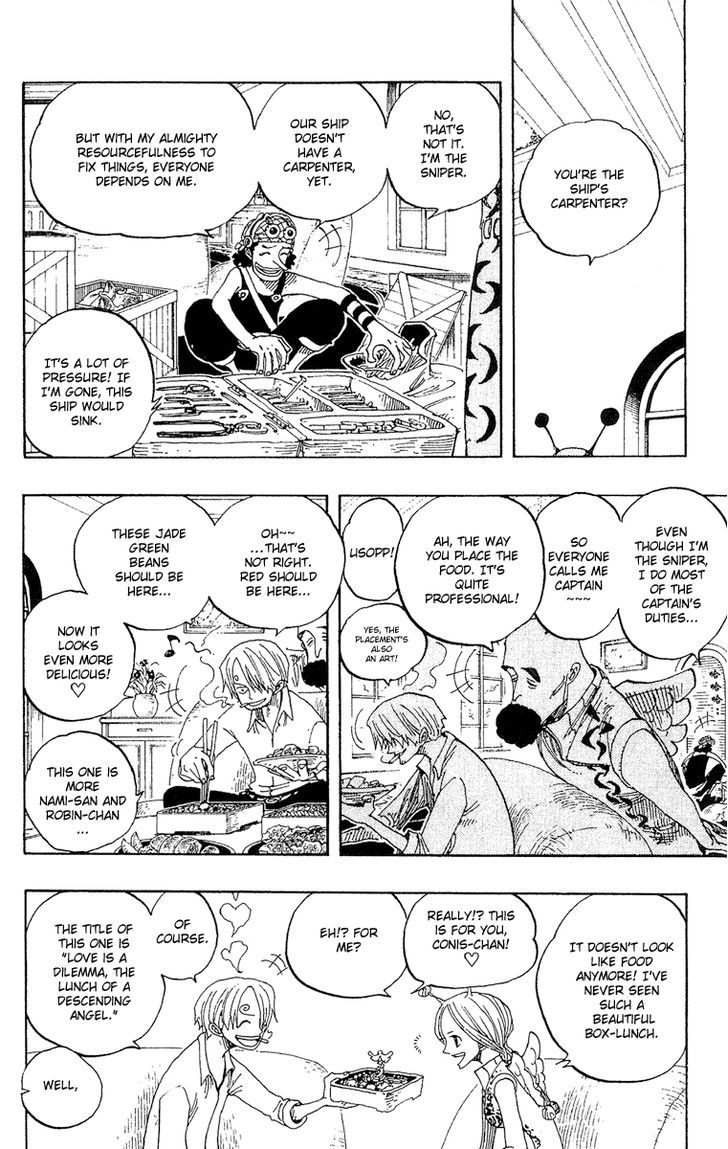 YOU'RE THE
SHIP'S
CARPENTER?
NO,
THAT'S
NOT IT.
I'M THE
SNIPER.
OUR SHIP
DOESN'T
HAVE A
CARPENTER,
YET.
BUT WITH MY ALMIGHTY
RESOURCEFULNESS TO
FIX THINGS, EVERYONE
DEPENDS ON ME.
IT'S A LOT OF
PRESSURE! IF
I'M GONE, THIS
SHIP WOULD
SINK.
EVEN
THOUGH I'M
THE SNIPER,
I DO MOST
OF THE
CAPTAIN'S
DUTIES...
SO
EVERYONE
CALLS ME
CAPTAIN
~~~
AH, THE WAY
YOU PLACE THE
FOOD. IT'S
QUITE
PROFESSIONAL!
USOPP!
YES, THE
PLACEMENT'S
ALSO
AN ART!
OH~~
...THAT'S
NOT RIGHT.
RED SHOULD
BE HERE...
THESE JADE
GREEN
BEANS
SHOULD BE
HERE...
NOW IT
LOOKS
EVEN MORE
DELICIOUS!
♡
THIS ONE IS
MORE
NAMI-SAN AND
ROBIN-CHAN
...
IT DOESN'T LOOK
LIKE FOOD
ANYMORE! I'VE
NEVER SEEN
SUCH A
BEAUTIFUL
BOX-LUNCH.
REALLY!? THIS
IS FOR YOU,
CONIS-CHAN!
♡
EH!? FOR
ME?
OF
COURSE.
THE TITLE OF
THIS ONE IS
"LOVE IS A
DILEMMA, THE
LUNCH OF A
DESCENDING
ANGEL."
WELL,